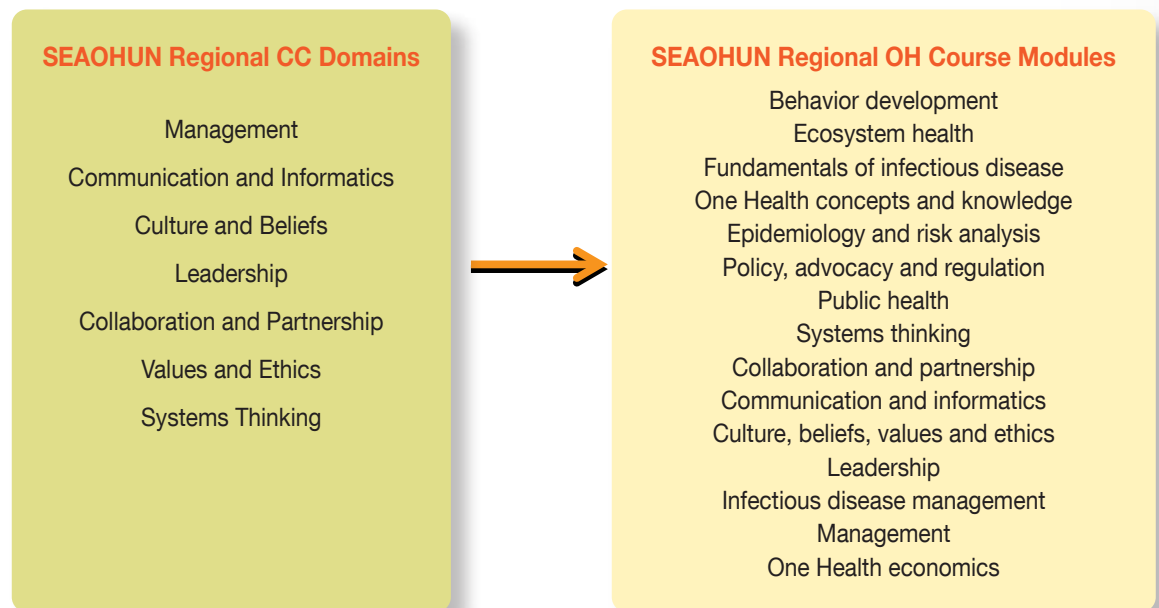 SEAOHUN Regional CC Domains
Management
Communication and Informatics
Culture and Beliefs
Leadership
Collaboration and Partnership
Values and Ethics
Systems Thinking
SEAOHUN Regional OH Course Modules
Behavior development
Ecosystem health
Fundamentals of infectious disease
One Health concepts and knowledge
Epidemiology and risk analysis
Policy, advocacy and regulation
Public health
Systems thinking
Collaboration and partnership
Communication and informatics
Culture, beliefs, values and ethics
Leadership
Infectious disease management
Management
One Health economics